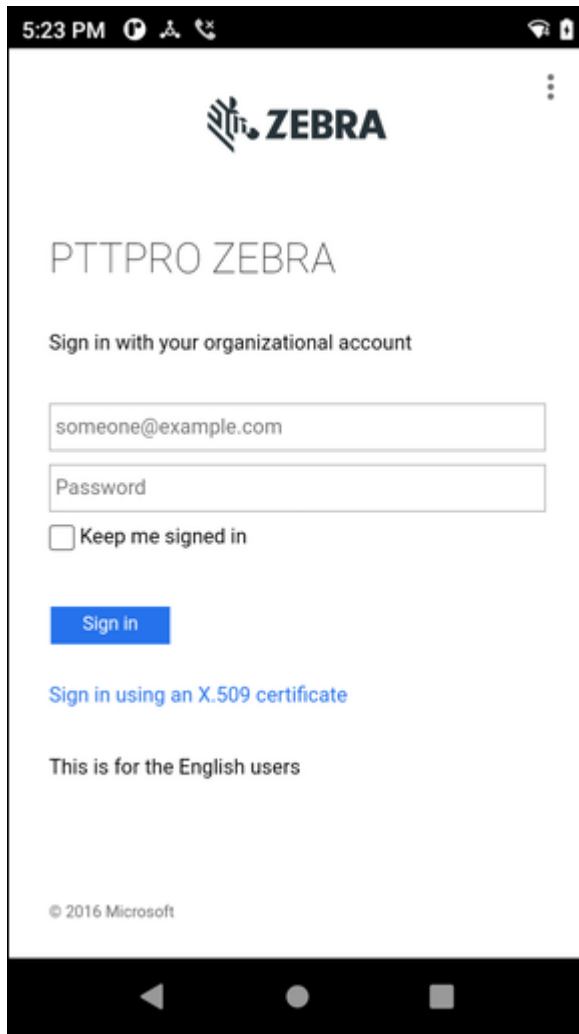 5:23 PM
ZEBRA
PTTPRO ZEBRA
Sign in with your organizational account
someone@example.com
Password
Keep me signed in
Sign in
Sign in using an X.509 certificate
This is for the English users
© 2016 Microsoft